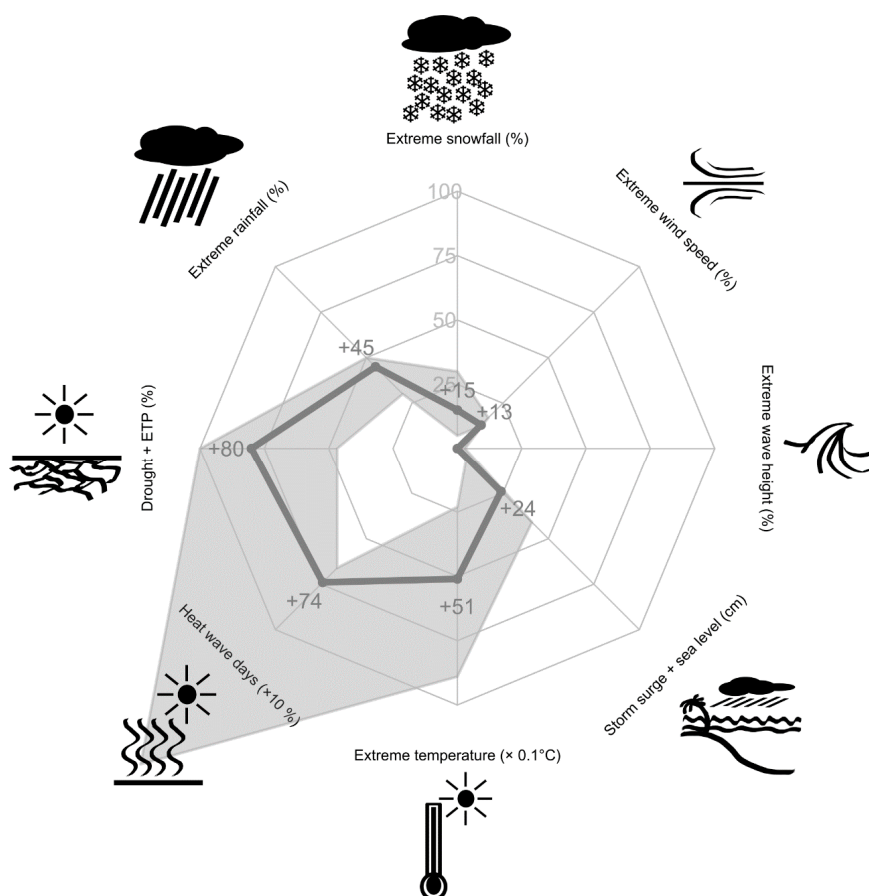 Extreme snowfall (%)
Extreme wind speed (%)
Extreme rainfall (%)
100
75
50
25
+45
+15
+13
Extreme wave height (%)
Drought + ETP (%)
+80
+24
+74
+51
Heat wave days (×10 %)
Storm surge + sea level (cm)
Extreme temperature (× 0.1°C)